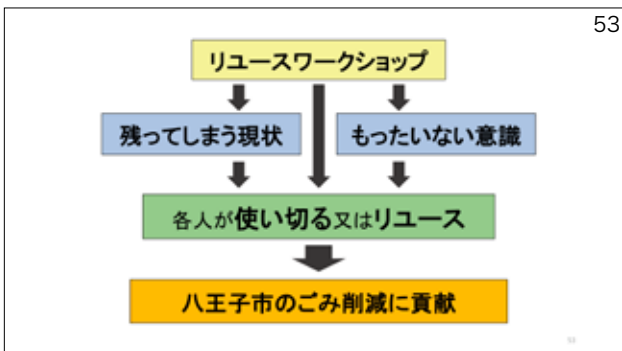 53
リユースワークショップ
残ってしまう現状
もったいない意識
各人が使い切る又はリユース
八王子市のごみ削減に貢献
53